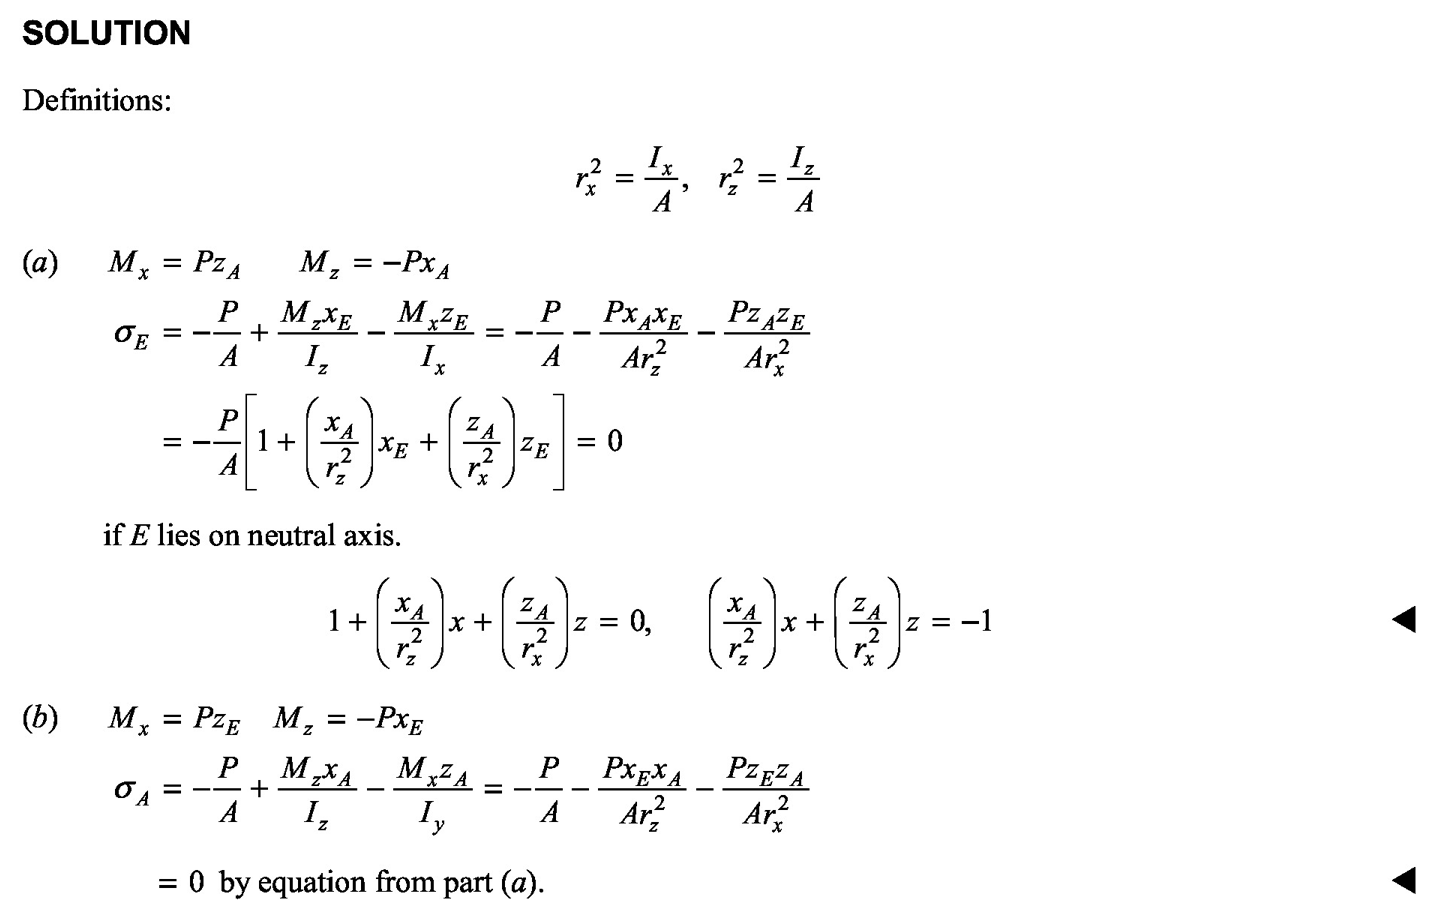 SOLUTION
Definitions:
$r_x^2 = \frac{I_x}{A}, \quad r_z^2 = \frac{I_z}{A}$
(a) $M_x = Pz_A \quad M_z = -Px_A$
$\sigma_E = -\frac{P}{A} + \frac{M_z x_E}{I_z} - \frac{M_x z_E}{I_x} = -\frac{P}{A} - \frac{Px_A x_E}{Ar_z^2} - \frac{Pz_A z_E}{Ar_x^2}$
$= -\frac{P}{A}\left[1 + \left(\frac{x_A}{r_z^2}\right)x_E + \left(\frac{z_A}{r_x^2}\right)z_E\right] = 0$
if E lies on neutral axis.
$1 + \left(\frac{x_A}{r_z^2}\right)x + \left(\frac{z_A}{r_x^2}\right)z = 0, \quad \left(\frac{x_A}{r_z^2}\right)x + \left(\frac{z_A}{r_x^2}\right)z = -1$ ◀
(b) $M_x = Pz_E \quad M_z = -Px_E$
$\sigma_A = -\frac{P}{A} + \frac{M_z x_A}{I_z} - \frac{M_x z_A}{I_y} = -\frac{P}{A} - \frac{Px_E x_A}{Ar_z^2} - \frac{Pz_E z_A}{Ar_x^2}$
= 0 by equation from part (a). ◀